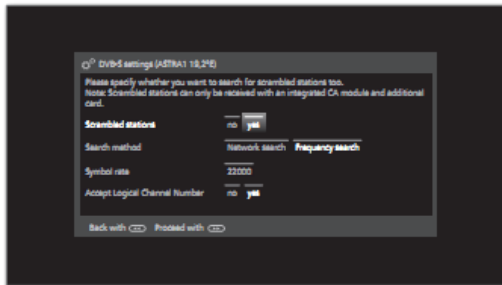 DVB-S settings (ASTRA1 19,2°E)
Please specify whether you want to search for scrambled stations too.
Note: Scrambled stations can only be received with an integrated CA module and additional
card.
Scrambled stations no yes
Search method Network search Frequency search
Symbol rate 22000
Accept Logical Channel Number no yes
Back with Proceed with